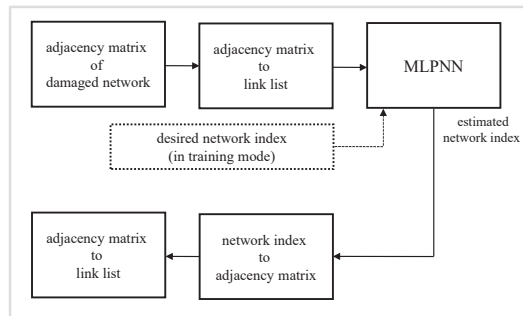 adjacency matrix
of
damaged network
adjacency matrix
to
link list
MLPNN
desired network index
(in training mode)
estimated
network index
adjacency matrix
to
link list
network index
to
adjacency matrix